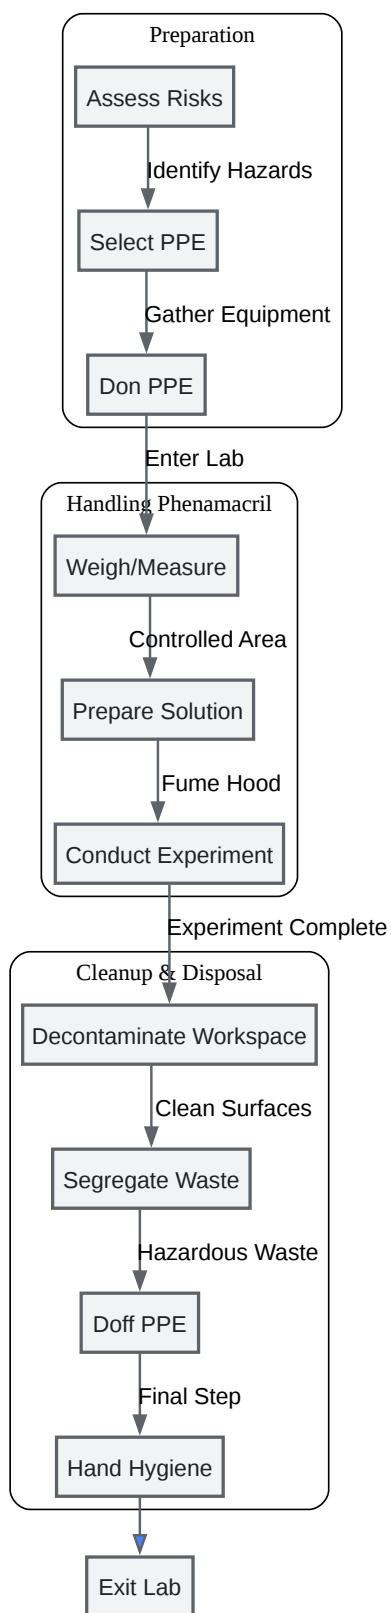 Preparation
Assess Risks
Identify Hazards
Select PPE
Gather Equipment
Don PPE
Enter Lab
Handling Phenamacril
Weigh/Measure
Controlled Area
Prepare Solution
Fume Hood
Conduct Experiment
Experiment Complete
Cleanup & Disposal
Decontaminate Workspace
Clean Surfaces
Segregate Waste
Hazardous Waste
Doff PPE
Final Step
Hand Hygiene
Exit Lab